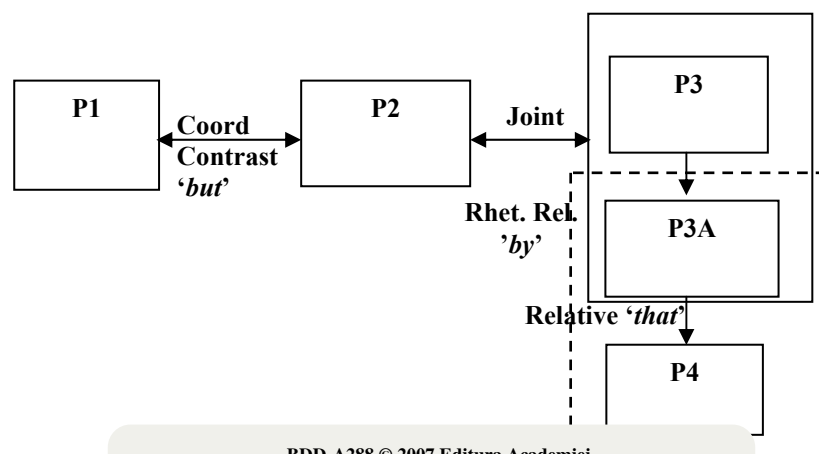 P1
Coord
Contrast
‘but’
P2
Joint
P3
Rhet. Rel.
’by’
P3A
Relative ‘that’
P4
BDD-A288 © 2007 Editura Academiei